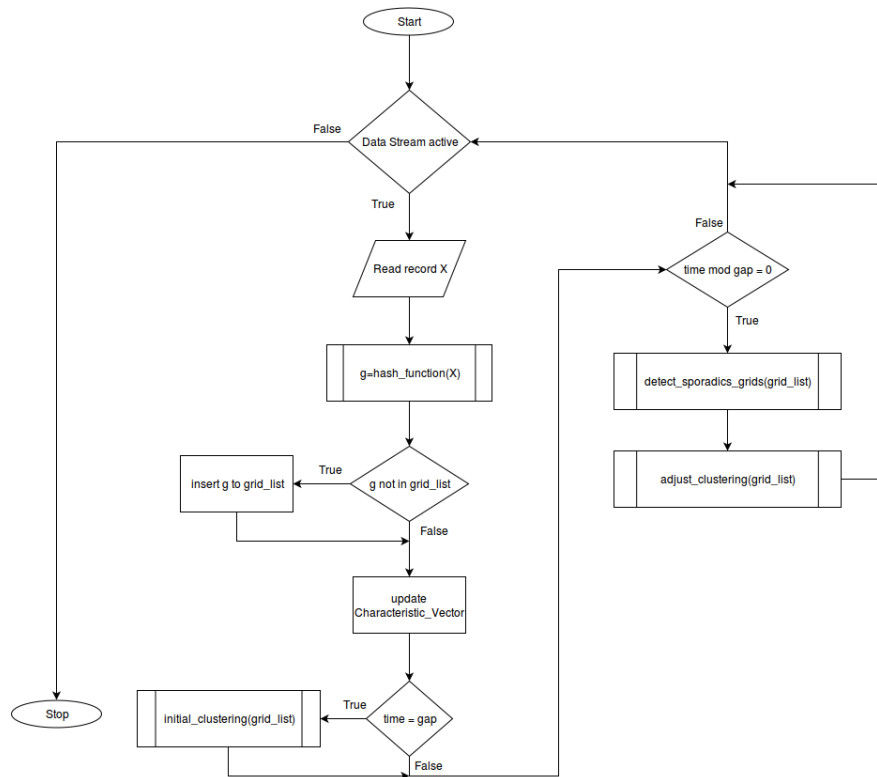 Start
False
Data Stream active
True
Read record X
g=hash_function(X)
True
insert g to grid_list
g not in grid_list
False
update
Characteristic_Vector
True
initial_clustering(grid_list)
time = gap
False
Stop
False
time mod gap = 0
True
detect_sporadics_grids(grid_list)
adjust_clustering(grid_list)